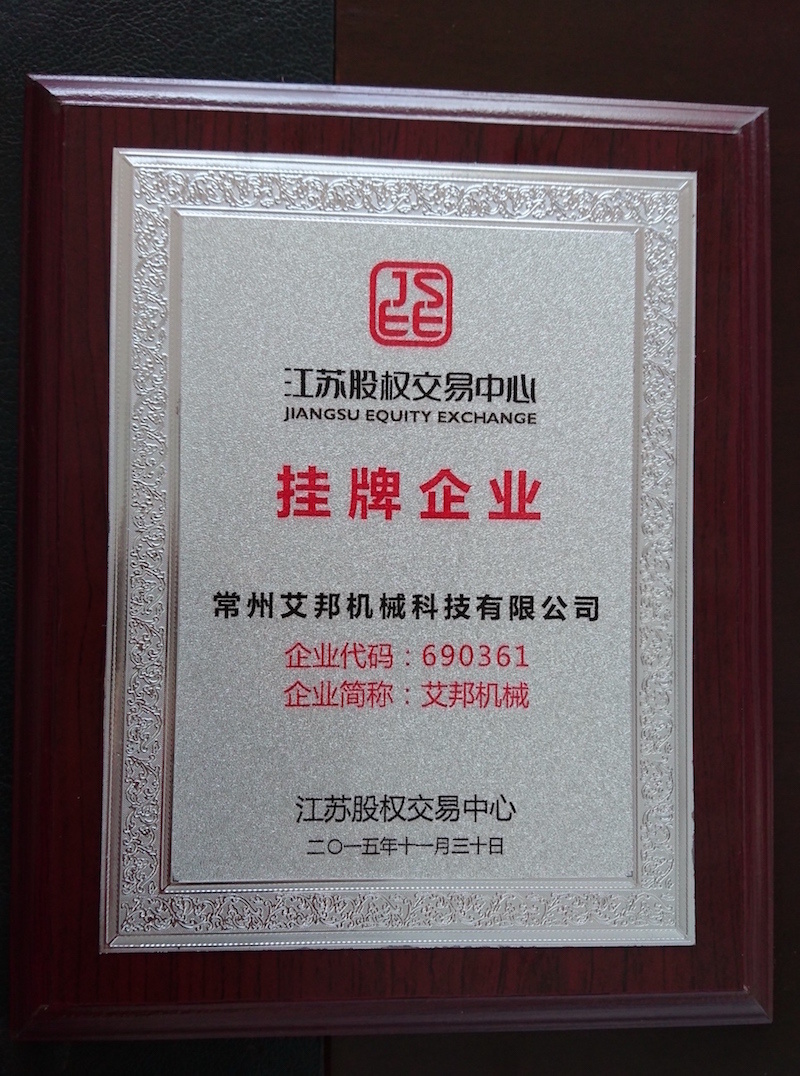 JS
EE
江苏股权交易中心
JIANGSU EQUITY EXCHANGE
挂牌企业
常州艾邦机械科技有限公司
企业代码：690361
企业简称：艾邦机械
江苏股权交易中心
二〇一五年十一月三十日